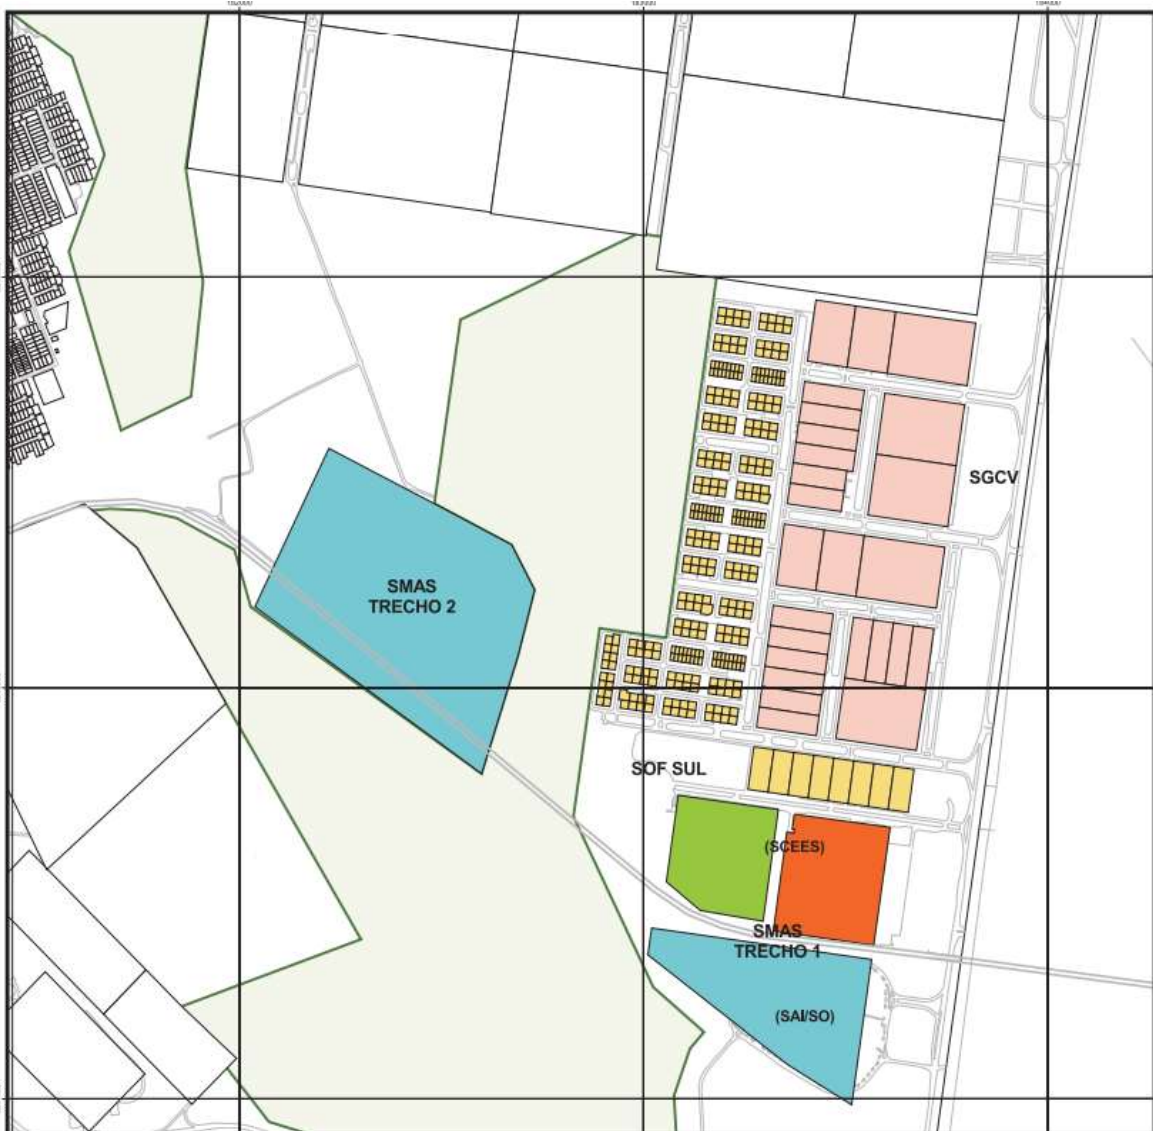 SGCV
SMAS
TRECHO 2
SOF SUL
(SCEES)
SMAS
TRECHO 1
(SAI/SO)